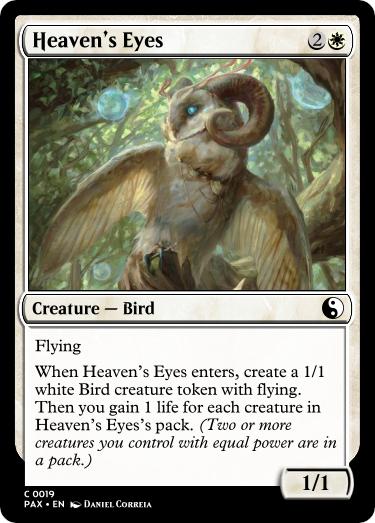 Heaven's Eyes 2
Creature — Bird
Flying
When Heaven's Eyes enters, create a 1/1
white Bird creature token with flying.
Then you gain 1 life for each creature in
Heaven's Eyes's pack. (Two or more
creatures you control with equal power are in
a pack.)
1/1
C 0019
PAX • EN Daniel Correia